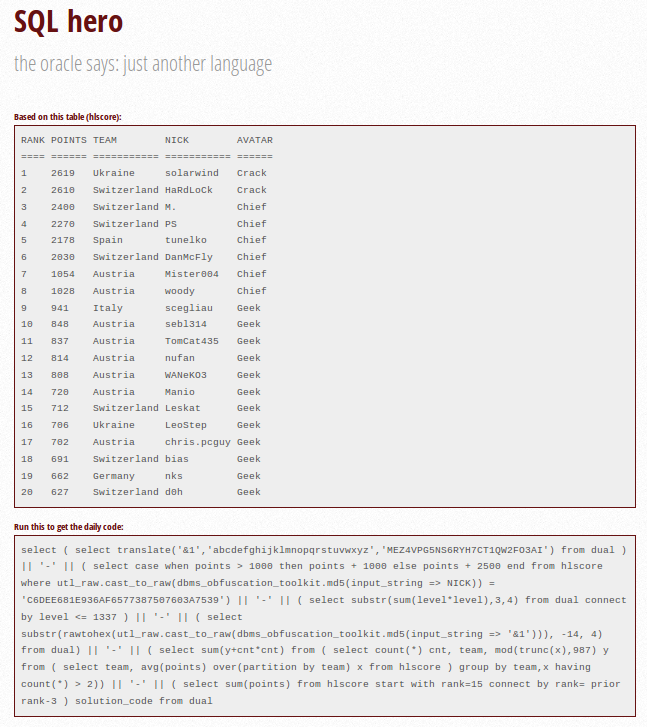 SQL hero
the oracle says: just another language
Based on this table (hlscore):
RANK POINTS TEAM        NICK        AVATAR
==== ====== =========== =========== ======
1    2619   Ukraine     solarwind   Crack
2    2610   Switzerland HaRdLoCk    Crack
3    2400   Switzerland M.          Chief
4    2270   Switzerland PS          Chief
5    2178   Spain       tunelko     Chief
6    2030   Switzerland DanMcFly    Chief
7    1054   Austria     Mister004   Chief
8    1028   Austria     woody       Chief
9    941    Italy       scegliau    Geek
10   848    Austria     sebl314     Geek
11   837    Austria     TomCat435   Geek
12   814    Austria     nufan       Geek
13   808    Austria     WANeKO3     Geek
14   720    Austria     Manio       Geek
15   712    Switzerland Leskat      Geek
16   706    Ukraine     LeoStep     Geek
17   702    Austria     chris.pcguy Geek
18   691    Switzerland bias        Geek
19   662    Germany     nks         Geek
20   627    Switzerland d0h         Geek
Run this to get the daily code:
select ( select translate('&1','abcdefghijklmnopqrstuvwxyz','MEZ4VPG5NS6RYH7CT1QW2FO3AI') from dual )
|| '-' || ( select case when points > 1000 then points + 1000 else points + 2500 end from hlscore
where utl_raw.cast_to_raw(dbms_obfuscation_toolkit.md5(input_string => NICK)) =
'C6DEE681E936AF6577387507603A7539') || '-' || ( select substr(sum(level*level),3,4) from dual connect
by level <= 1337 ) || '-' || ( select
substr(rawtohex(utl_raw.cast_to_raw(dbms_obfuscation_toolkit.md5(input_string => '&1'))), -14, 4)
from dual) || '-' || ( select sum(y+cnt*cnt) from ( select count(*) cnt, team, mod(trunc(x),987) y
from ( select team, avg(points) over(partition by team) x from hlscore ) group by team,x having
count(*) > 2)) || '-' || ( select sum(points) from hlscore start with rank=15 connect by rank= prior
rank-3 ) solution_code from dual